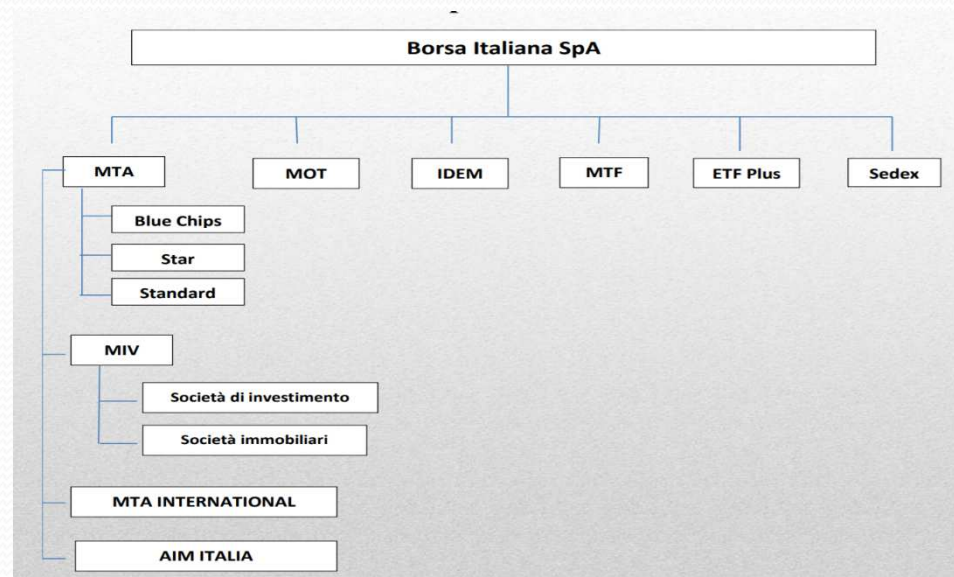 Borsa Italiana SpA
MTA
MOT
IDEM
MTF
ETF Plus
Sedex
Blue Chips
Star
Standard
MIV
Società di investimento
Società immobiliari
MTA INTERNATIONAL
AIM ITALIA